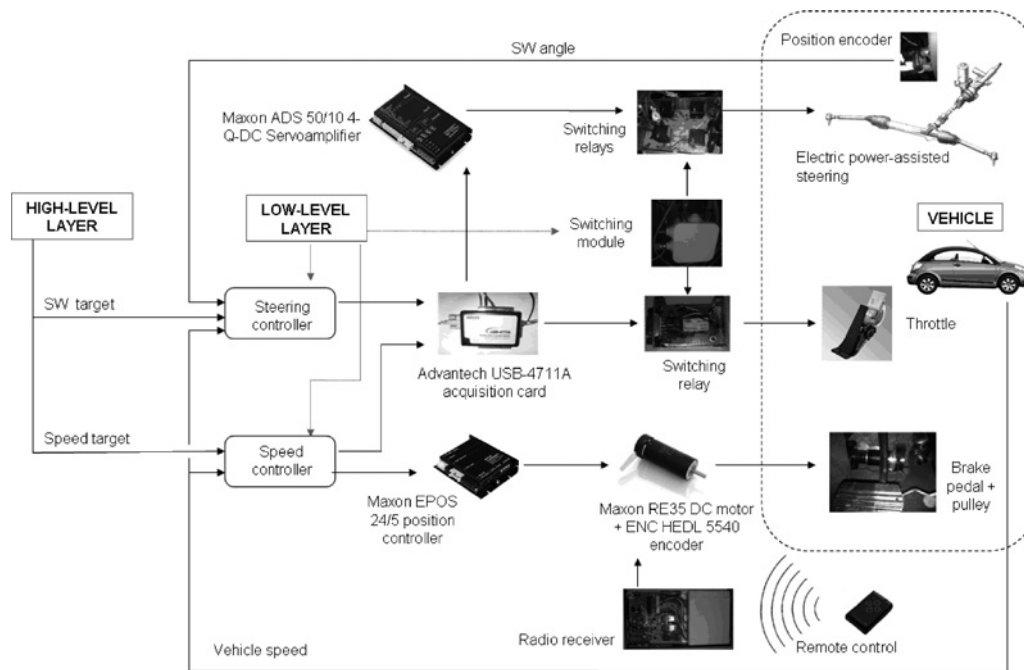 Position encoder
SW angle
Maxon ADS 50/10 4-
Q-DC Servoamplifier
Switching
relays
Electric power-assisted
steering
HIGH-LEVEL
LAYER
LOW-LEVEL
LAYER
Switching
module
VEHICLE
SW target
Steering
controller
Throttle
Advantech USB-4711A
acquisition card
Switching
relay
Speed target
Speed
controller
Maxon EPOS
24/5 position
controller
Maxon RE35 DC motor
+ ENC HEDL 5540
encoder
Brake
pedal +
pulley
Radio receiver
Remote control
Vehicle speed